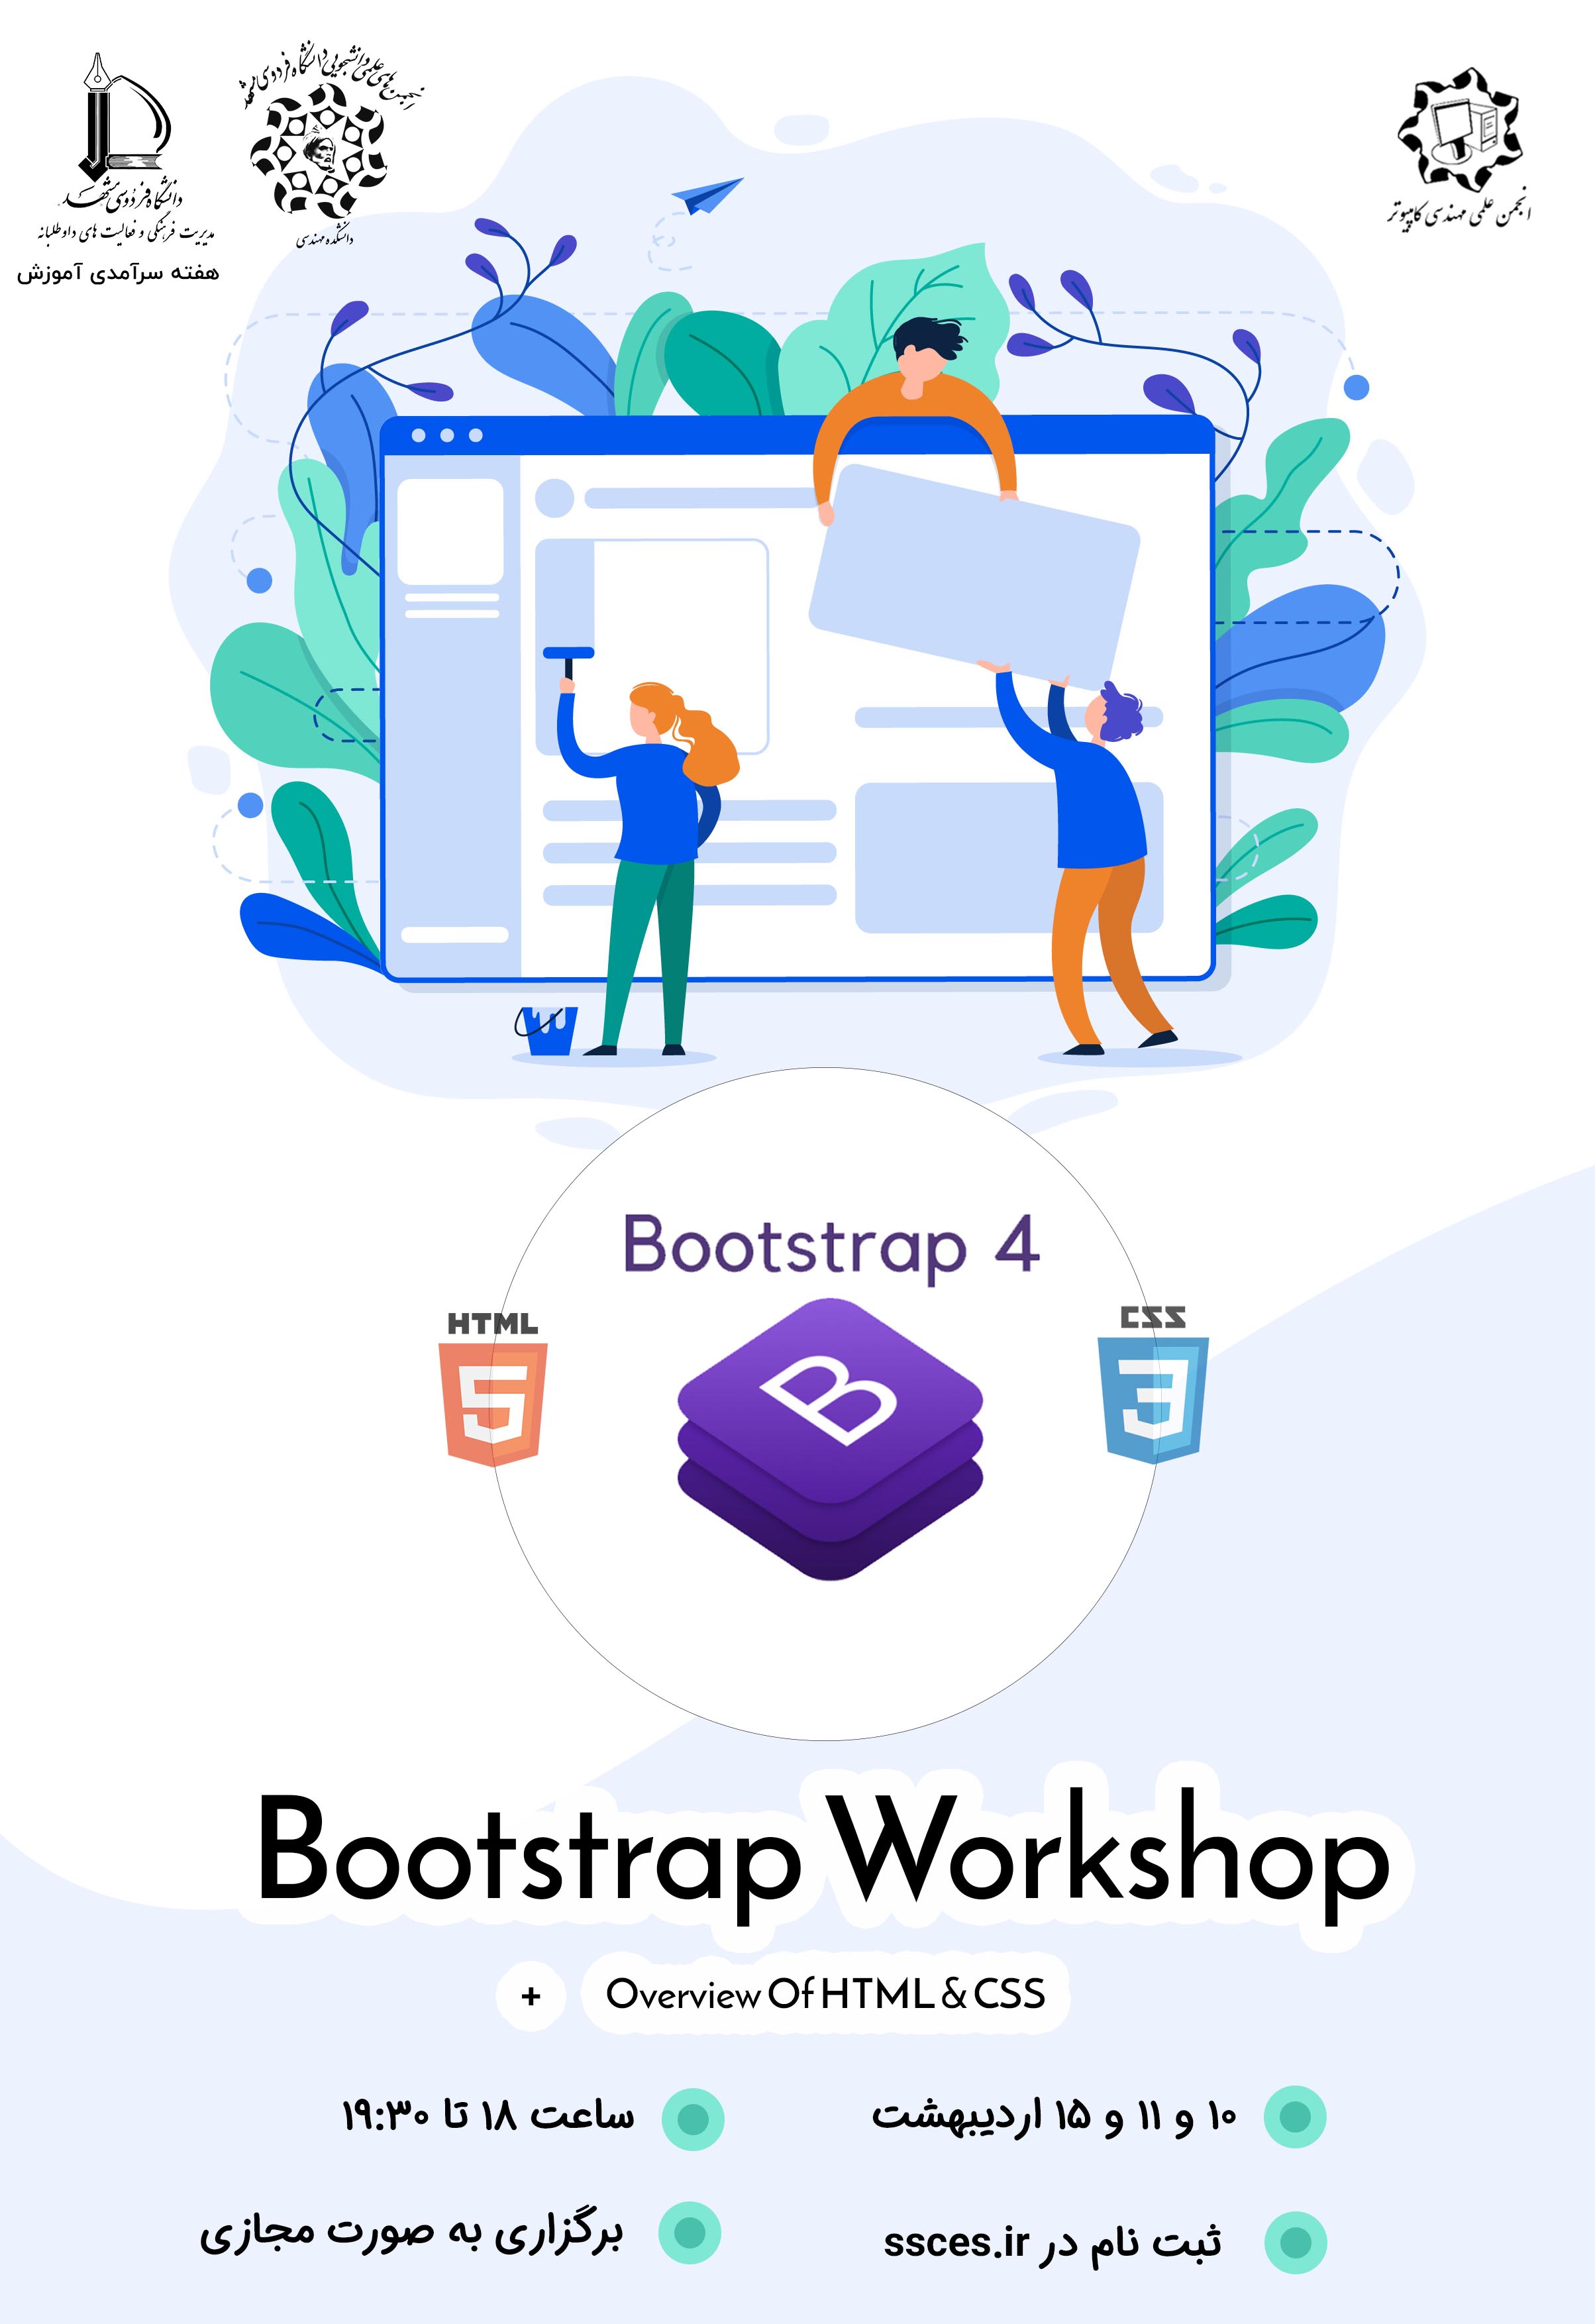 انجمن های علمی دانشجویی دانشگاه فردوسی مشهد
دانشکده مهندسی
دانشگاه فردوسی مشهد
مدیریت فرهنگی و فعالیت های داوطلبانه
هفته سرآمدی آموزش
انجمن علمی مهندسی کامپیوتر
Bootstrap 4
B
HTML
5
CSS
3
Bootstrap Workshop
+ Overview Of HTML & CSS
۱۰ و ۱۱ و ۱۵ اردیبهشت
ساعت ۱۸ تا ۱۹:۳۰
ثبت نام در ssces.ir
برگزاری به صورت مجازی